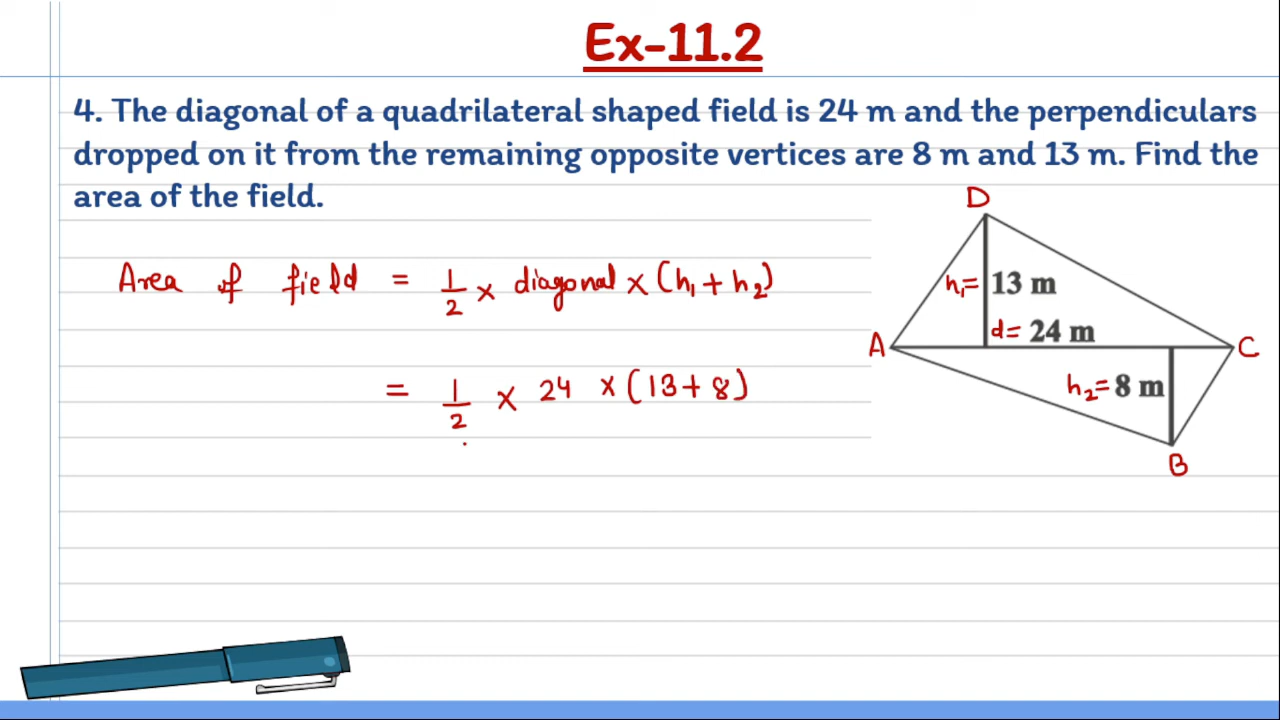 Ex-11.2
4. The diagonal of a quadrilateral shaped field is 24 m and the perpendiculars
dropped on it from the remaining opposite vertices are 8 m and 13 m. Find the
area of the field.
D
Area of field = 1/2 × diagonal × (h₁ + h₂)
h₁= 13 m
d= 24 m
A
C
= 1/2 × 24 × (13 + 8)
h₂= 8 m
B